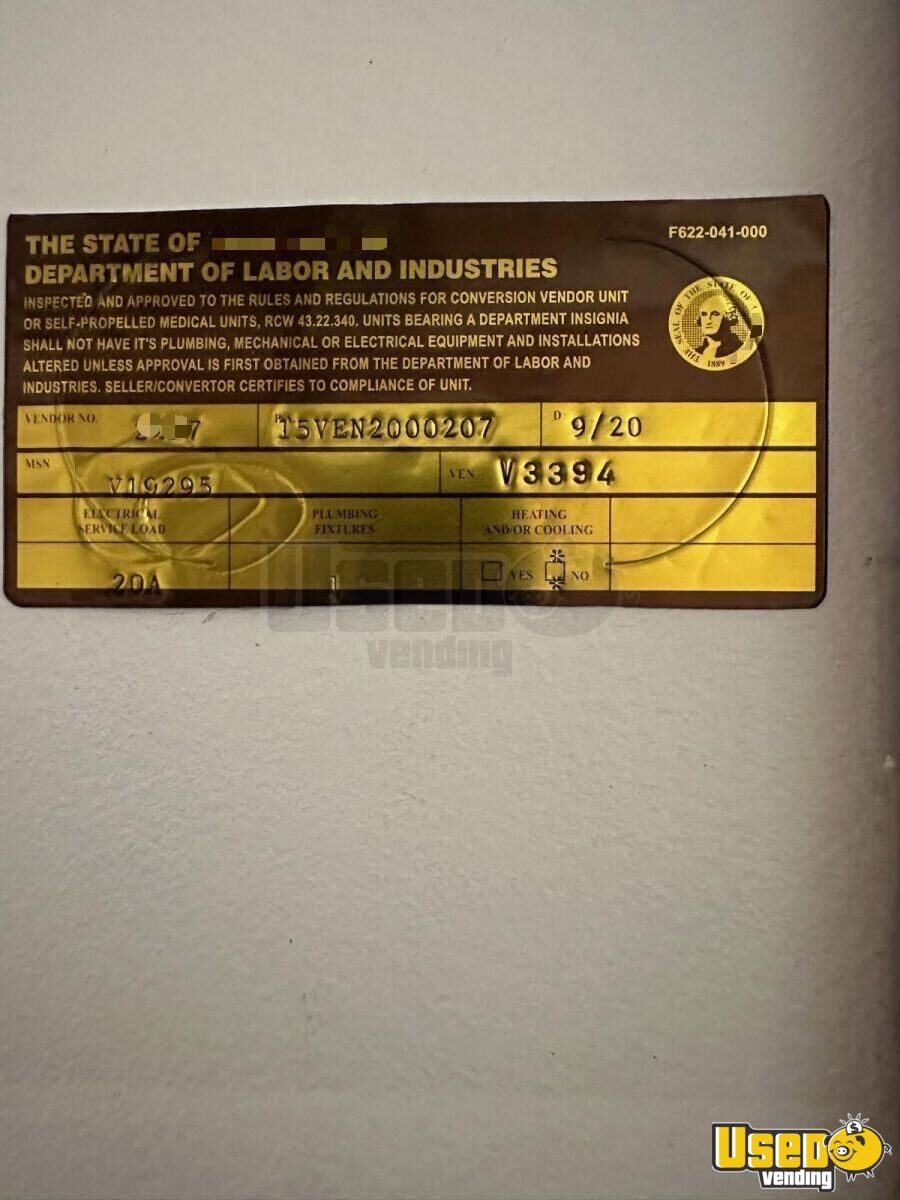 THE STATE OF
F622-041-000
DEPARTMENT OF LABOR AND INDUSTRIES
INSPECTED AND APPROVED TO THE RULES AND REGULATIONS FOR CONVERSION VENDOR UNIT
OR SELF-PROPELLED MEDICAL UNITS, RCW 43.22.340. UNITS BEARING A DEPARTMENT INSIGNIA
SHALL NOT HAVE IT'S PLUMBING, MECHANICAL OR ELECTRICAL EQUIPMENT AND INSTALLATIONS
ALTERED UNLESS APPROVAL IS FIRST OBTAINED FROM THE DEPARTMENT OF LABOR AND
INDUSTRIES. SELLER/CONVERTOR CERTIFIES TO COMPLIANCE OF UNIT.
THE SEAL OF THE STATE OF
1889
VENDOR NO.
15VEN2000207
D 9/20
MSN V19295
VEN V3394
ELECTRICAL SERVICE LOAD
PLUMBING FIXTURES
HEATING AND/OR COOLING
20A
1
YES NO
USED
vending
USED
vending